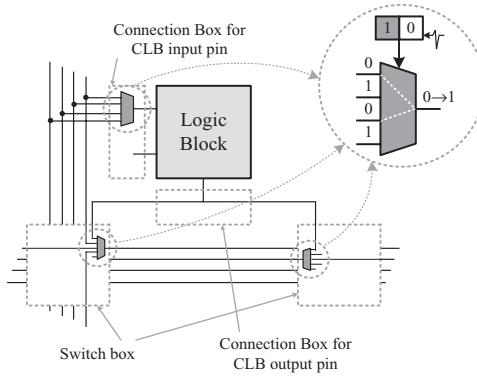 Connection Box for
CLB input pin
1 0
0
1
0
1
0→1
Logic
Block
Switch box
Connection Box for
CLB output pin